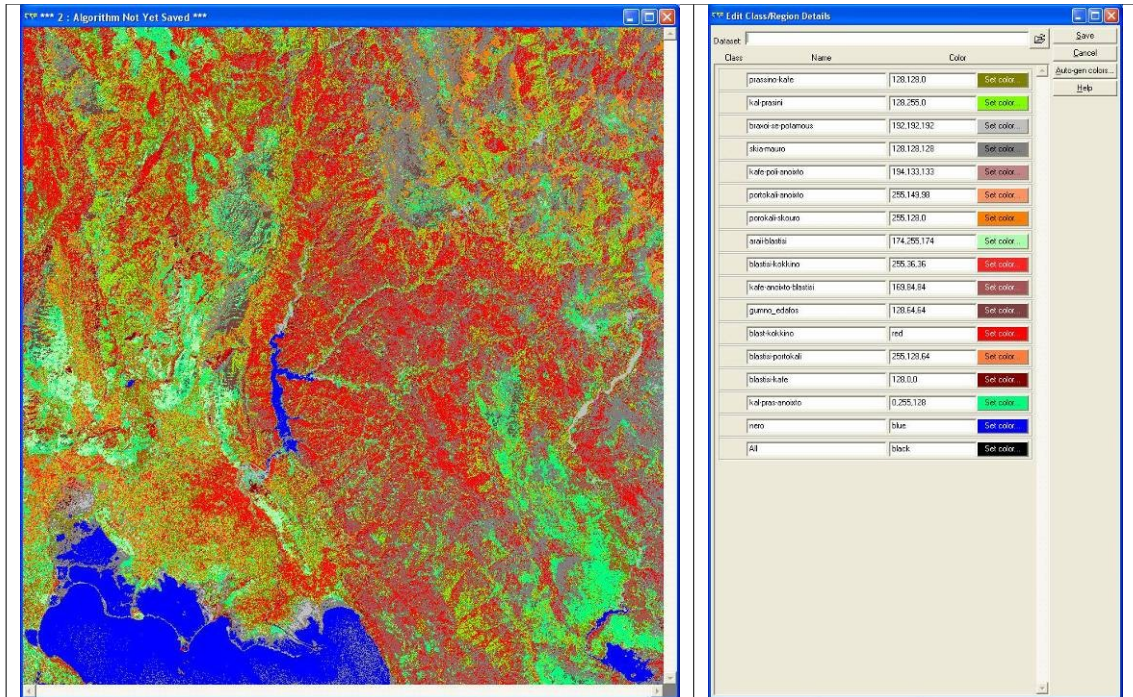 *** 2 : Algorithm Not Yet Saved ***
Edit Class/Region Details
Dataset:
Save
Cancel
Auto-gen colors...
Help
Class Name Color
prassino-kafe 128,128,0 Set color...
kal-prasini 128,255,0 Set color...
braxoi-se-potamous 192,192,192 Set color...
skia-mauro 128,128,128 Set color...
kafe-poli-anoixto 194,133,133 Set color...
portokali-anoixto 255,149,98 Set color...
porokali-skouro 255,128,0 Set color...
araii-blastisi 174,255,174 Set color...
blastisi-kokkino 255,36,36 Set color...
kafe-anoixto-blastisi 169,84,84 Set color...
gumno_edafos 128,64,64 Set color...
blast-kokkino red Set color...
blastisi-portokali 255,128,64 Set color...
blastisi-kafe 128,0,0 Set color...
kal-pras-anoixto 0,255,128 Set color...
nero blue Set color...
All black Set color...